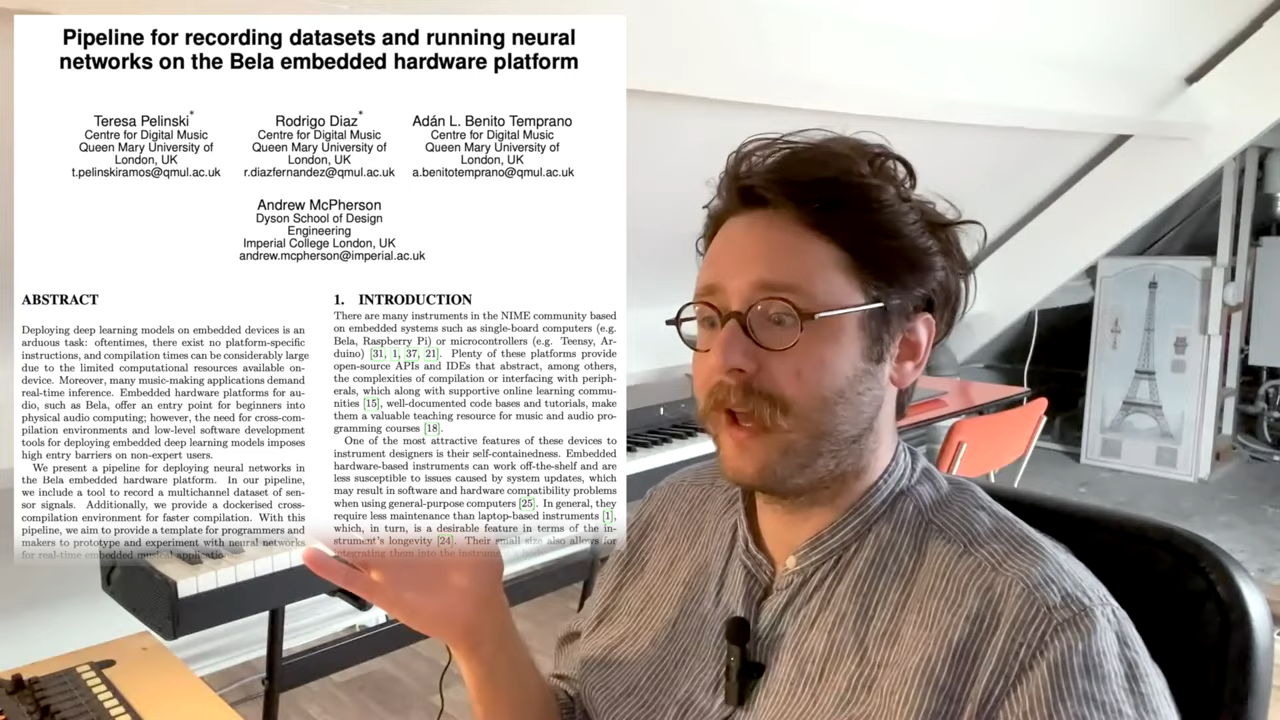 Pipeline for recording datasets and running neural
networks on the Bela embedded hardware platform
Teresa Pelinski*
Centre for Digital Music
Queen Mary University of
London, UK
t.pelinskiramos@qmul.ac.uk
Rodrigo Diaz*
Centre for Digital Music
Queen Mary University of
London, UK
r.diazfernandez@qmul.ac.uk
Adán L. Benito Temprano
Centre for Digital Music
Queen Mary University of
London, UK
a.benitotemprano@qmul.ac.uk
Andrew McPherson
Dyson School of Design
Engineering
Imperial College London, UK
andrew.mcpherson@imperial.ac.uk
ABSTRACT
Deploying deep learning models on embedded devices is an
arduous task: oftentimes, there exist no platform-specific
instructions, and compilation times can be considerably large
due to the limited computational resources available on-
device. Moreover, many music-making applications demand
real-time inference. Embedded hardware platforms for au-
dio, such as Bela, offer an entry point for beginners into
physical audio computing; however, the need for cross-com-
pilation environments and low-level software development
tools for deploying embedded deep learning models imposes
high entry barriers on non-expert users.
We present a pipeline for deploying neural networks in
the Bela embedded hardware platform. In our pipeline,
we include a tool to record a multichannel dataset of sen-
sor signals. Additionally, we provide a dockerised cross-
compilation environment for faster compilation. With this
pipeline, we aim to provide a template for programmers and
makers to prototype and experiment with neural networks
for real-time embedded musical applications
1. INTRODUCTION
There are many instruments in the NIME community based
on embedded systems such as single-board computers (e.g.
Bela, Raspberry Pi) or microcontrollers (e.g. Teensy, Ar-
duino) [31, 1, 37, 21]. Plenty of these platforms provide
open-source APIs and IDEs that abstract, among others,
the complexities of compilation or interfacing with periph-
erals, which along with supportive online learning commu-
nities [15], well-documented code bases and tutorials, make
them a valuable teaching resource for music and audio pro-
gramming courses [18].
One of the most attractive features of these devices to
instrument designers is their self-containedness. Embedded
hardware-based instruments can work off-the-shelf and are
less susceptible to issues caused by system updates, which
may result in software and hardware compatibility problems
when using general-purpose computers [25]. In general, they
require less maintenance than laptop-based instruments [1],
which, in turn, is a desirable feature in terms of the in-
strument's longevity [24]. Their small size also allows for
integrating them into the